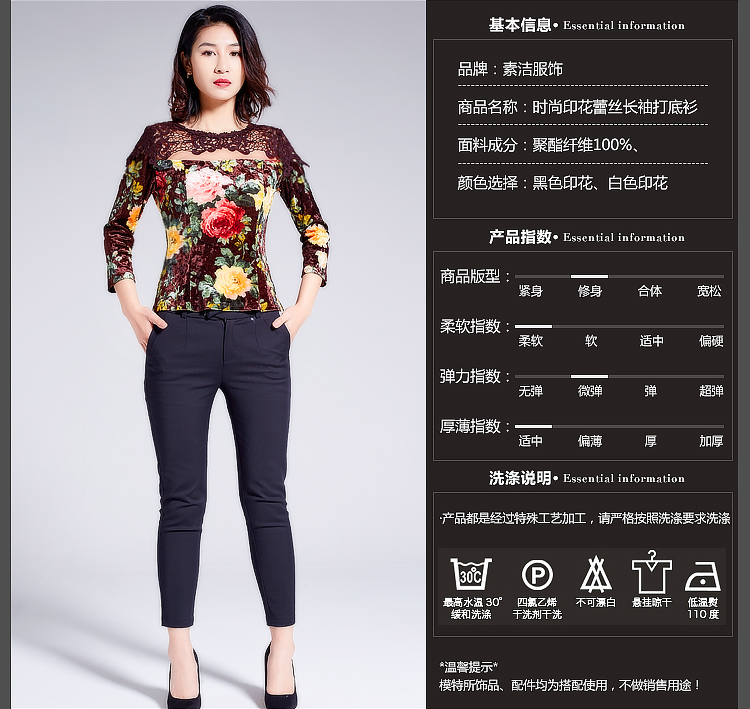 基本信息• Essential information
品牌：素洁服饰
商品名称：时尚印花蕾丝长袖打底衫
面料成分：聚酯纤维100%、
颜色选择：黑色印花、白色印花
产品指数• Essential information
商品版型：
紧身 修身 合体 宽松
柔软指数：
柔软 软 适中 偏硬
弹力指数：
无弹 微弹 弹 超弹
厚薄指数：
适中 偏薄 厚 加厚
洗涤说明• Essential information
·产品都是经过特殊工艺加工，请严格按照洗涤要求洗涤
30℃ P
最高水温 30° 四氯乙烯 不可漂白 悬挂晾干 低温熨
缓和洗涤 干洗剂干洗 110 度
*温馨提示*
模特所饰品、配件均为搭配使用，不做销售用途！